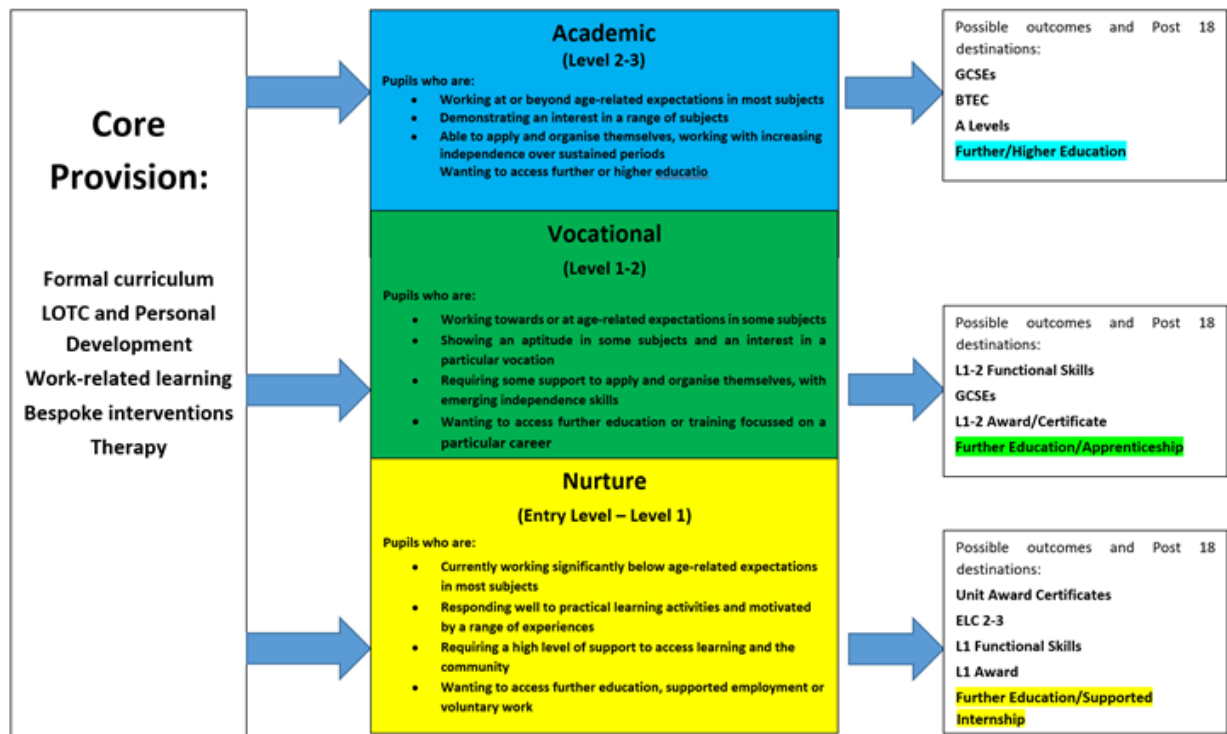 Core
Provision:
Formal curriculum
LOTC and Personal
Development
Work-related learning
Bespoke interventions
Therapy
Academic
(Level 2-3)
Pupils who are:
• Working at or beyond age-related expectations in most subjects
• Demonstrating an interest in a range of subjects
• Able to apply and organise themselves, working with increasing
independence over sustained periods
Wanting to access further or higher educatio
Possible outcomes and Post 18
destinations:
GCSEs
BTEC
A Levels
Further/Higher Education
Vocational
(Level 1-2)
Pupils who are:
• Working towards or at age-related expectations in some subjects
• Showing an aptitude in some subjects and an interest in a
particular vocation
• Requiring some support to apply and organise themselves, with
emerging independence skills
• Wanting to access further education or training focussed on a
particular career
Possible outcomes and Post 18
destinations:
L1-2 Functional Skills
GCSEs
L1-2 Award/Certificate
Further Education/Apprenticeship
Nurture
(Entry Level – Level 1)
Pupils who are:
• Currently working significantly below age-related expectations
in most subjects
• Responding well to practical learning activities and motivated
by a range of experiences
• Requiring a high level of support to access learning and the
community
• Wanting to access further education, supported employment or
voluntary work
Possible outcomes and Post 18
destinations:
Unit Award Certificates
ELC 2-3
L1 Functional Skills
L1 Award
Further Education/Supported
Internship